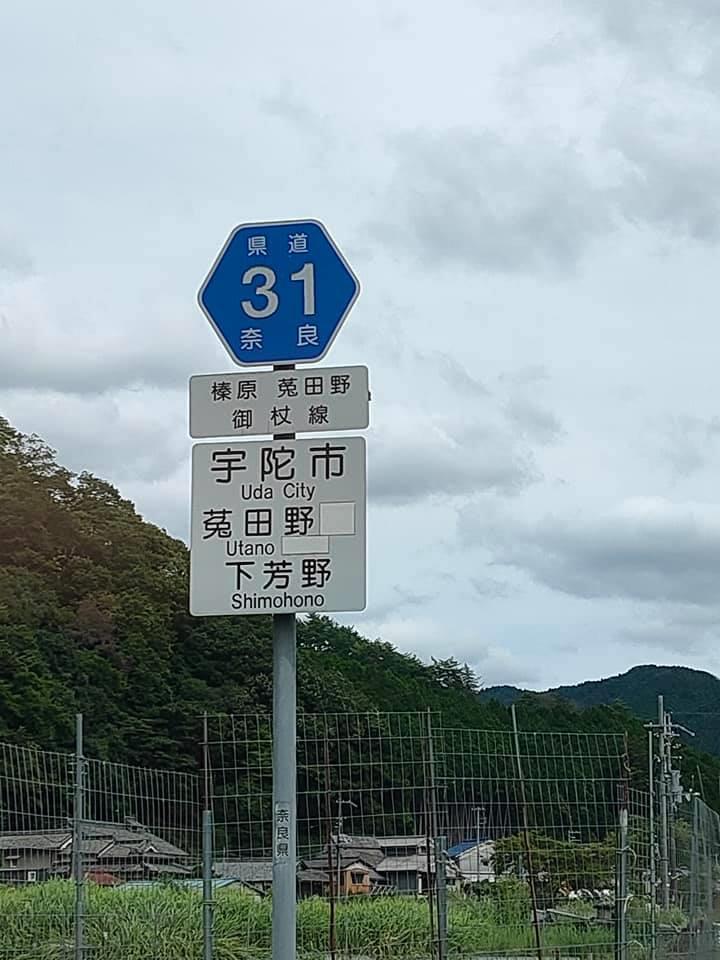 県道
31
奈良
榛原 菟田野
御杖線
宇陀市
Uda City
菟田野
Utano
下芳野
Shimohono
奈良県